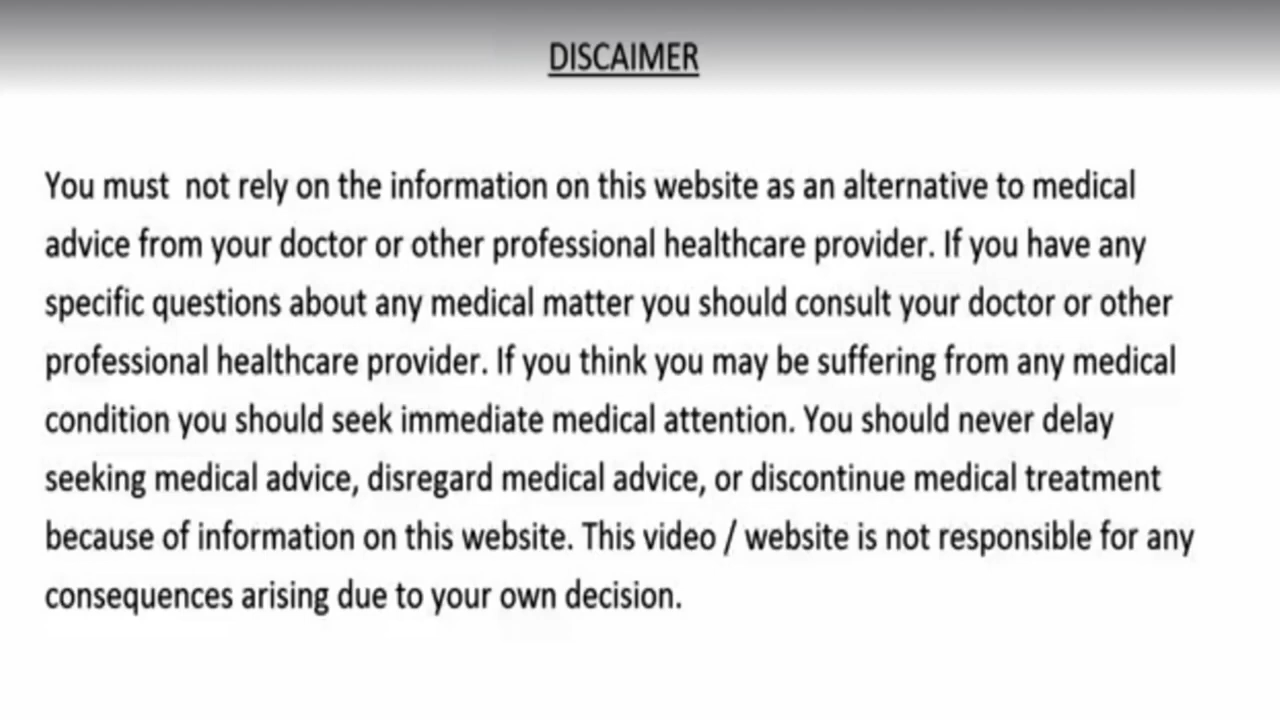 DISCAIMER
You must  not rely on the information on this website as an alternative to medical
advice from your doctor or other professional healthcare provider. If you have any
specific questions about any medical matter you should consult your doctor or other
professional healthcare provider. If you think you may be suffering from any medical
condition you should seek immediate medical attention. You should never delay
seeking medical advice, disregard medical advice, or discontinue medical treatment
because of information on this website. This video / website is not responsible for any
consequences arising due to your own decision.